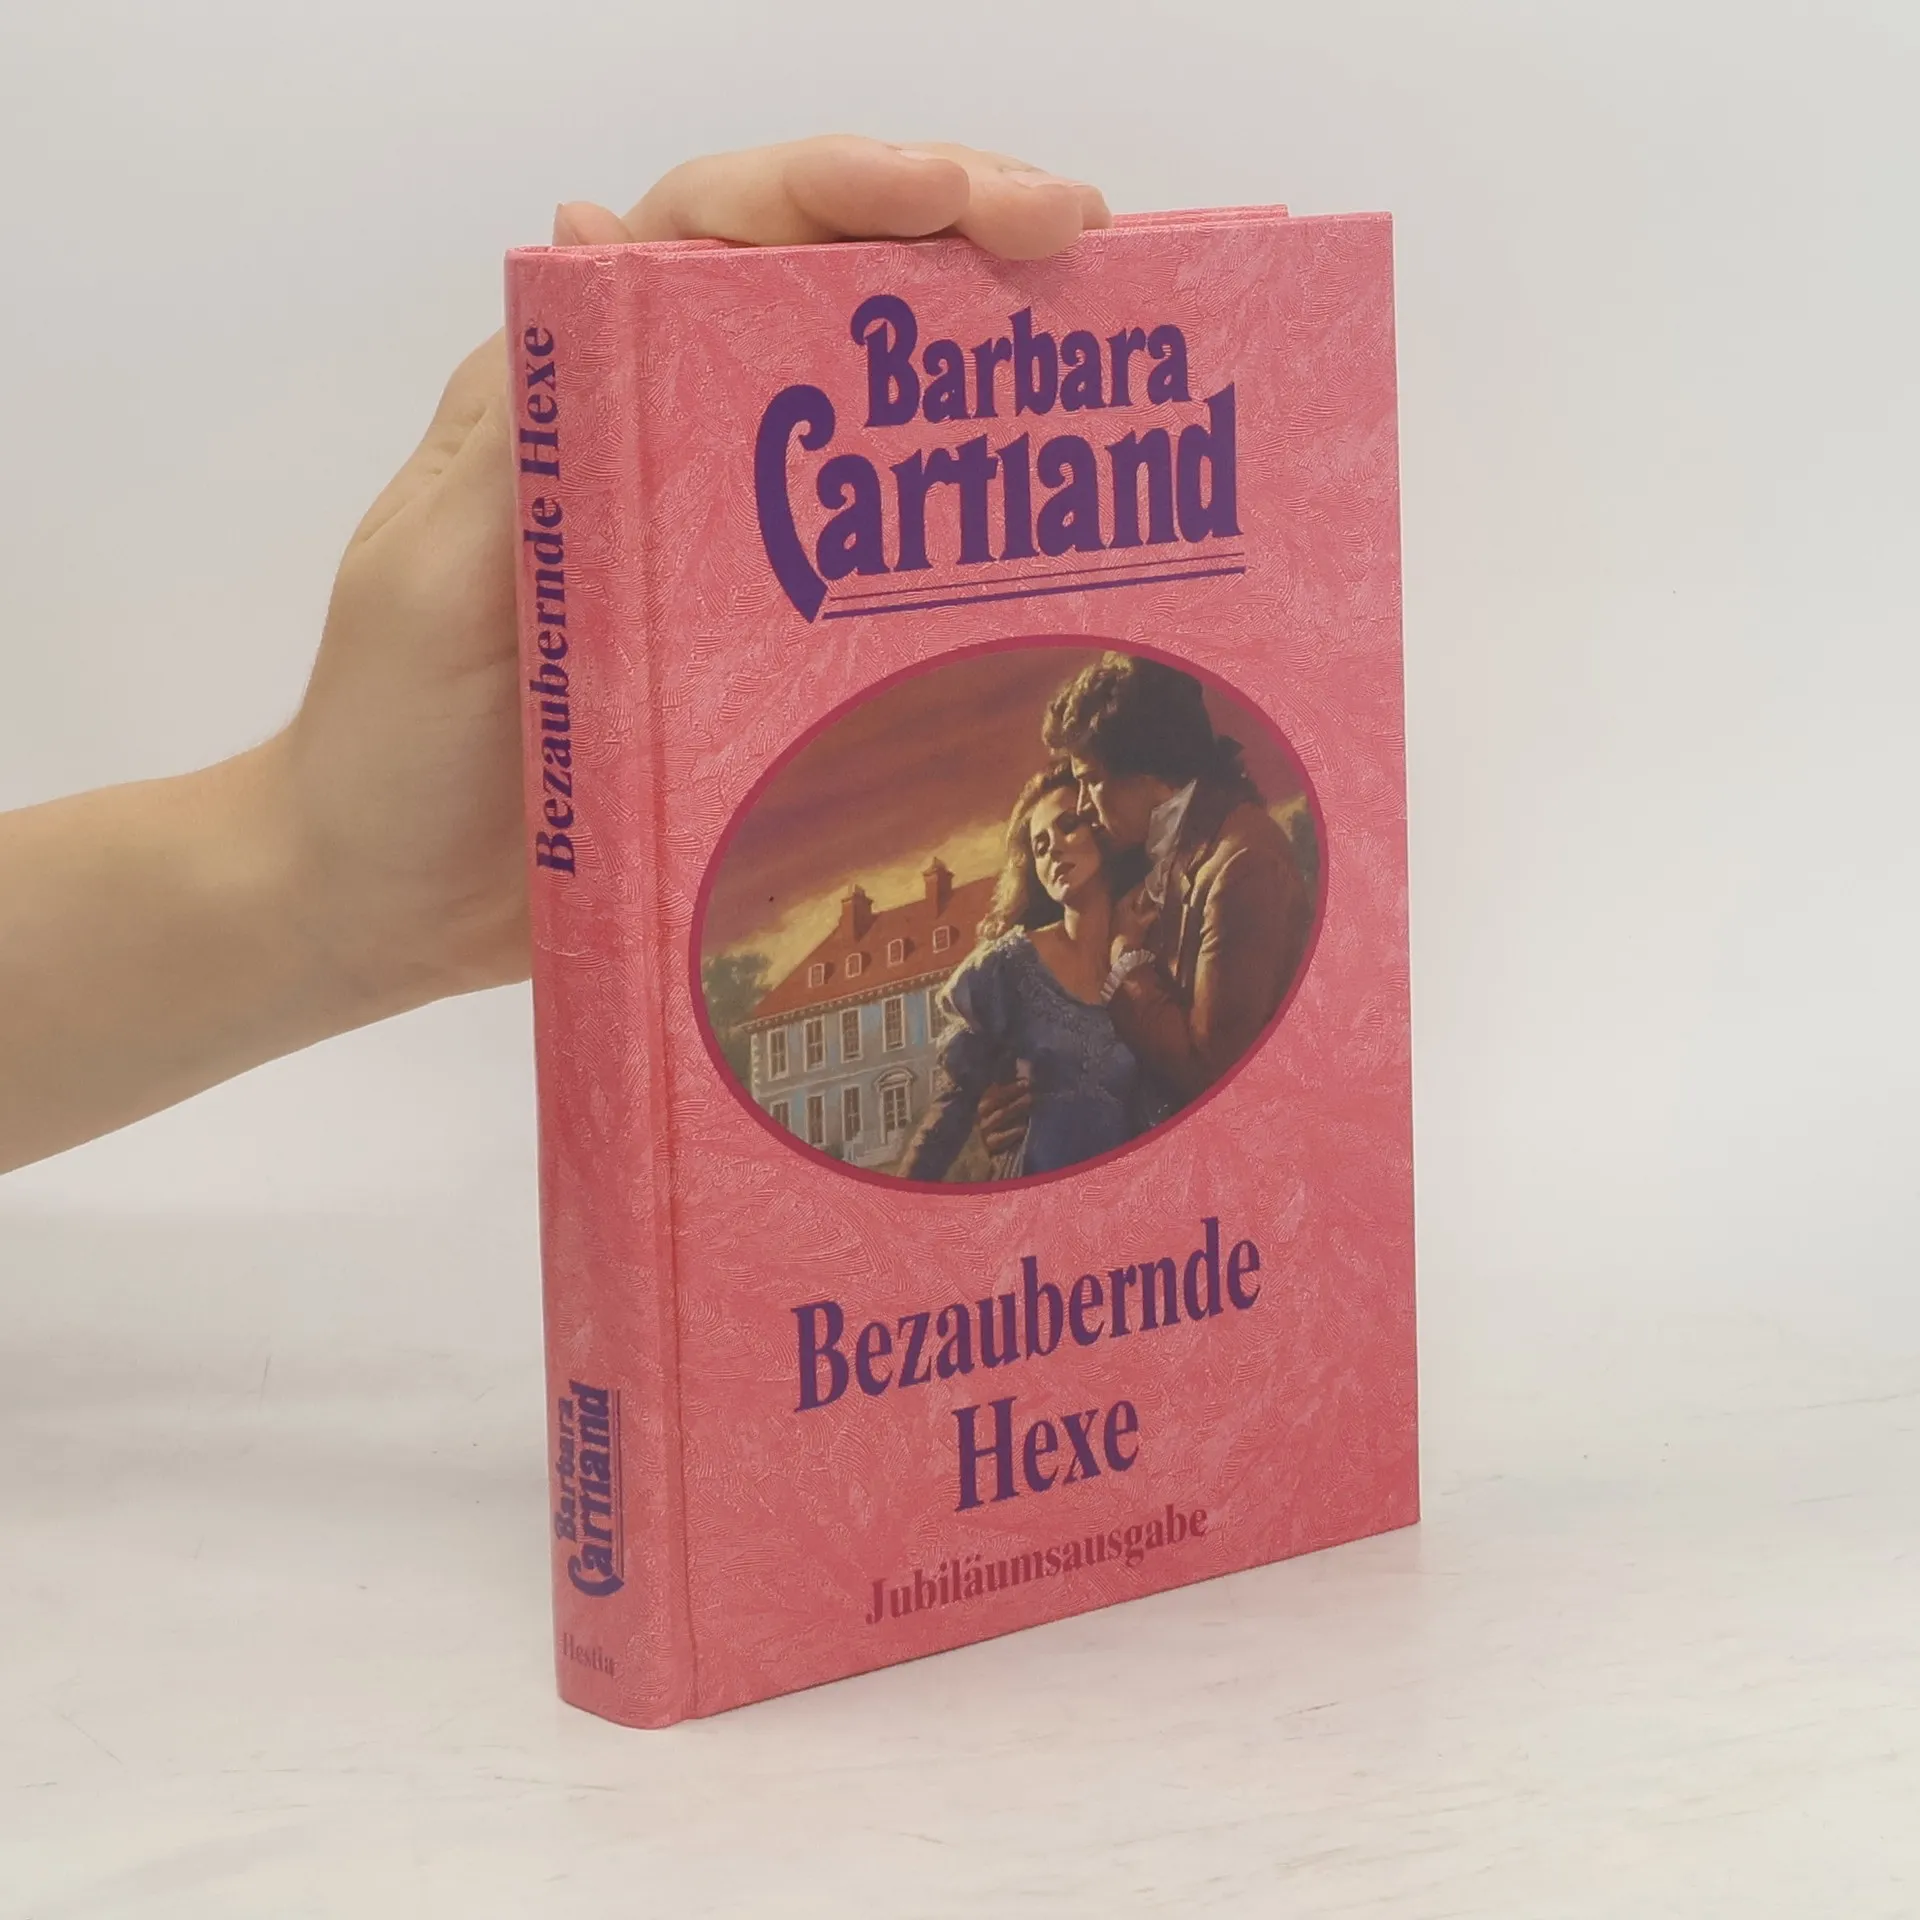 Barbara
Cartland
Bezaubernde
Hexe
Jubiläumsausgabe
Bezaubernde Hexe
Barbara
Cartland
Hestia